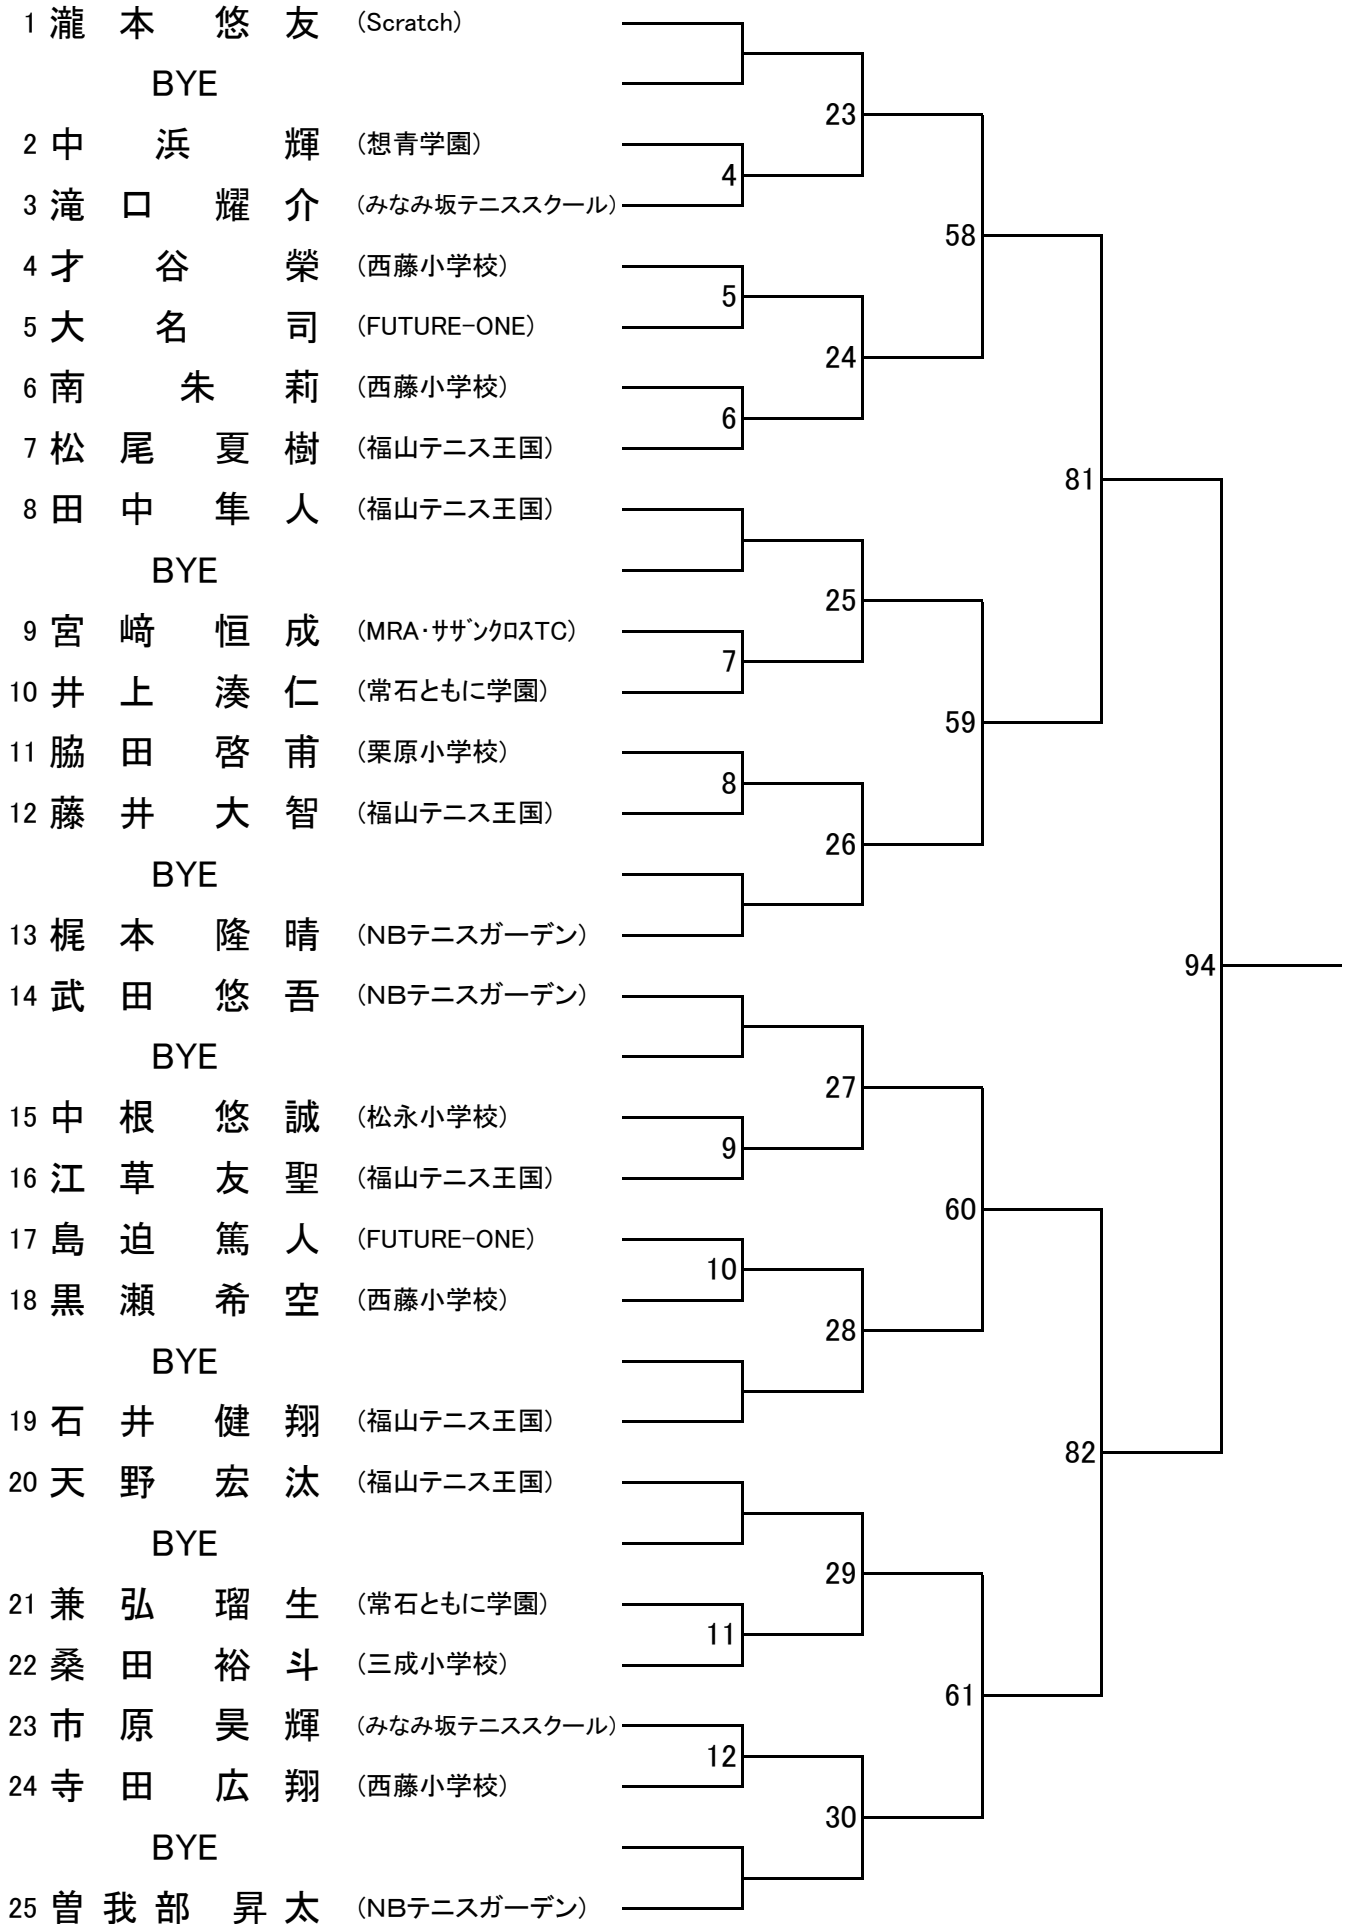 1 瀧本 悠友 (Scratch)
BYE
23
2 中浜 輝 (想青学園)
4
3 滝口 耀介 (みなみ坂テニススクール)
58
4 才谷 榮 (西藤小学校)
5
5 大名 司 (FUTURE-ONE)
24
6 南 朱莉 (西藤小学校)
6
7 松尾 夏樹 (福山テニス王国)
81
8 田中 隼人 (福山テニス王国)
BYE
25
9 宮﨑 恒成 (MRA・サザンクロスTC)
7
10 井上 湊仁 (常石ともに学園)
59
11 脇田 啓甫 (栗原小学校)
8
12 藤井 大智 (福山テニス王国)
26
BYE
13 梶本 隆晴 (NBテニスガーデン)
94
14 武田 悠吾 (NBテニスガーデン)
BYE
27
15 中根 悠誠 (松永小学校)
9
16 江草 友聖 (福山テニス王国)
60
17 島迫 篤人 (FUTURE-ONE)
10
18 黒瀬 希空 (西藤小学校)
28
BYE
19 石井 健翔 (福山テニス王国)
82
20 天野 宏汰 (福山テニス王国)
BYE
29
21 兼弘 瑠生 (常石ともに学園)
11
22 桑田 裕斗 (三成小学校)
61
23 市原 昊輝 (みなみ坂テニススクール)
12
24 寺田 広翔 (西藤小学校)
30
BYE
25 曽我部 昇太 (NBテニスガーデン)